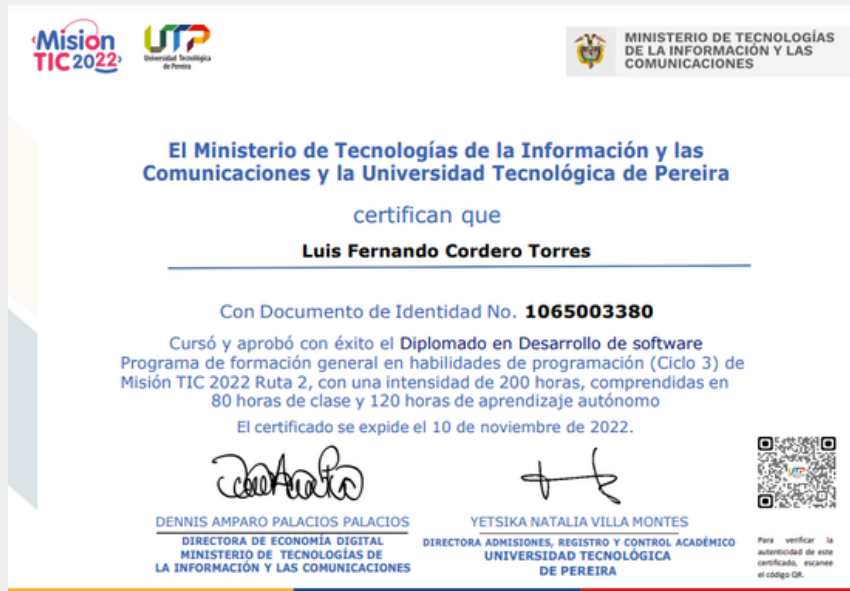 ‹Misión
TIC2022›
UTP
Universidad Tecnológica
de Pereira
MINISTERIO DE TECNOLOGÍAS
DE LA INFORMACIÓN Y LAS
COMUNICACIONES
El Ministerio de Tecnologías de la Información y las
Comunicaciones y la Universidad Tecnológica de Pereira
certifican que
Luis Fernando Cordero Torres
Con Documento de Identidad No. 1065003380
Cursó y aprobó con éxito el Diplomado en Desarrollo de software
Programa de formación general en habilidades de programación (Ciclo 3) de
Misión TIC 2022 Ruta 2, con una intensidad de 200 horas, comprendidas en
80 horas de clase y 120 horas de aprendizaje autónomo
El certificado se expide el 10 de noviembre de 2022.
DENNIS AMPARO PALACIOS PALACIOS
DIRECTORA DE ECONOMÍA DIGITAL
MINISTERIO DE TECNOLOGÍAS DE
LA INFORMACIÓN Y LAS COMUNICACIONES
YETSIKA NATALIA VILLA MONTES
DIRECTORA ADMISIONES, REGISTRO Y CONTROL ACADÉMICO
UNIVERSIDAD TECNOLÓGICA
DE PEREIRA
UTP
Para verificar la
autenticidad de este
certificado, escanee
el código QR.